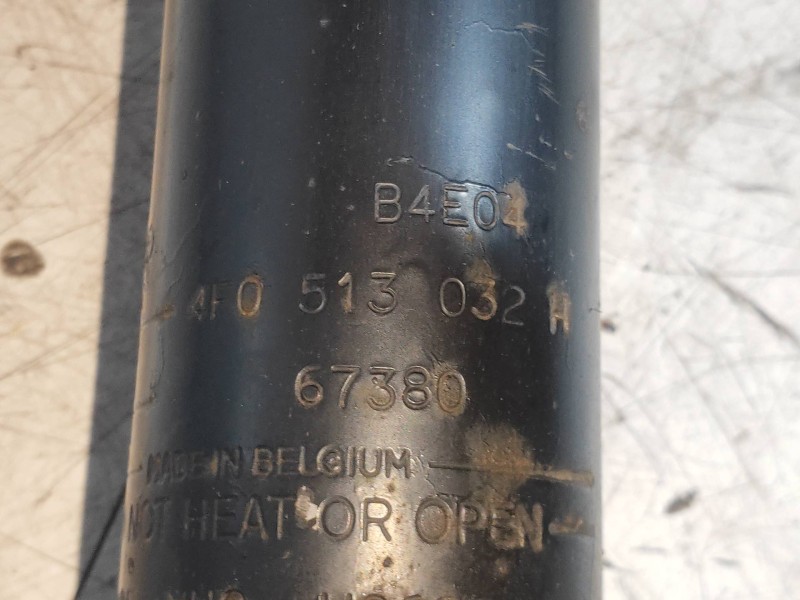 B4E04
4F0 513 032 H
67380
MADE IN BELGIUM
NOT HEAT OR OPEN